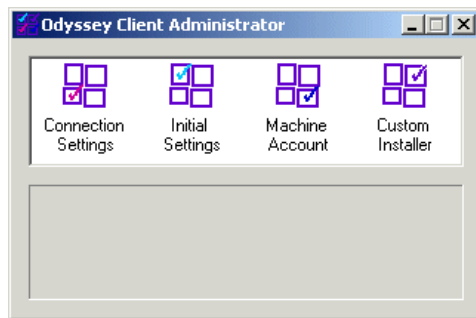 Odyssey Client Administrator
Connection Settings
Initial Settings
Machine Account
Custom Installer